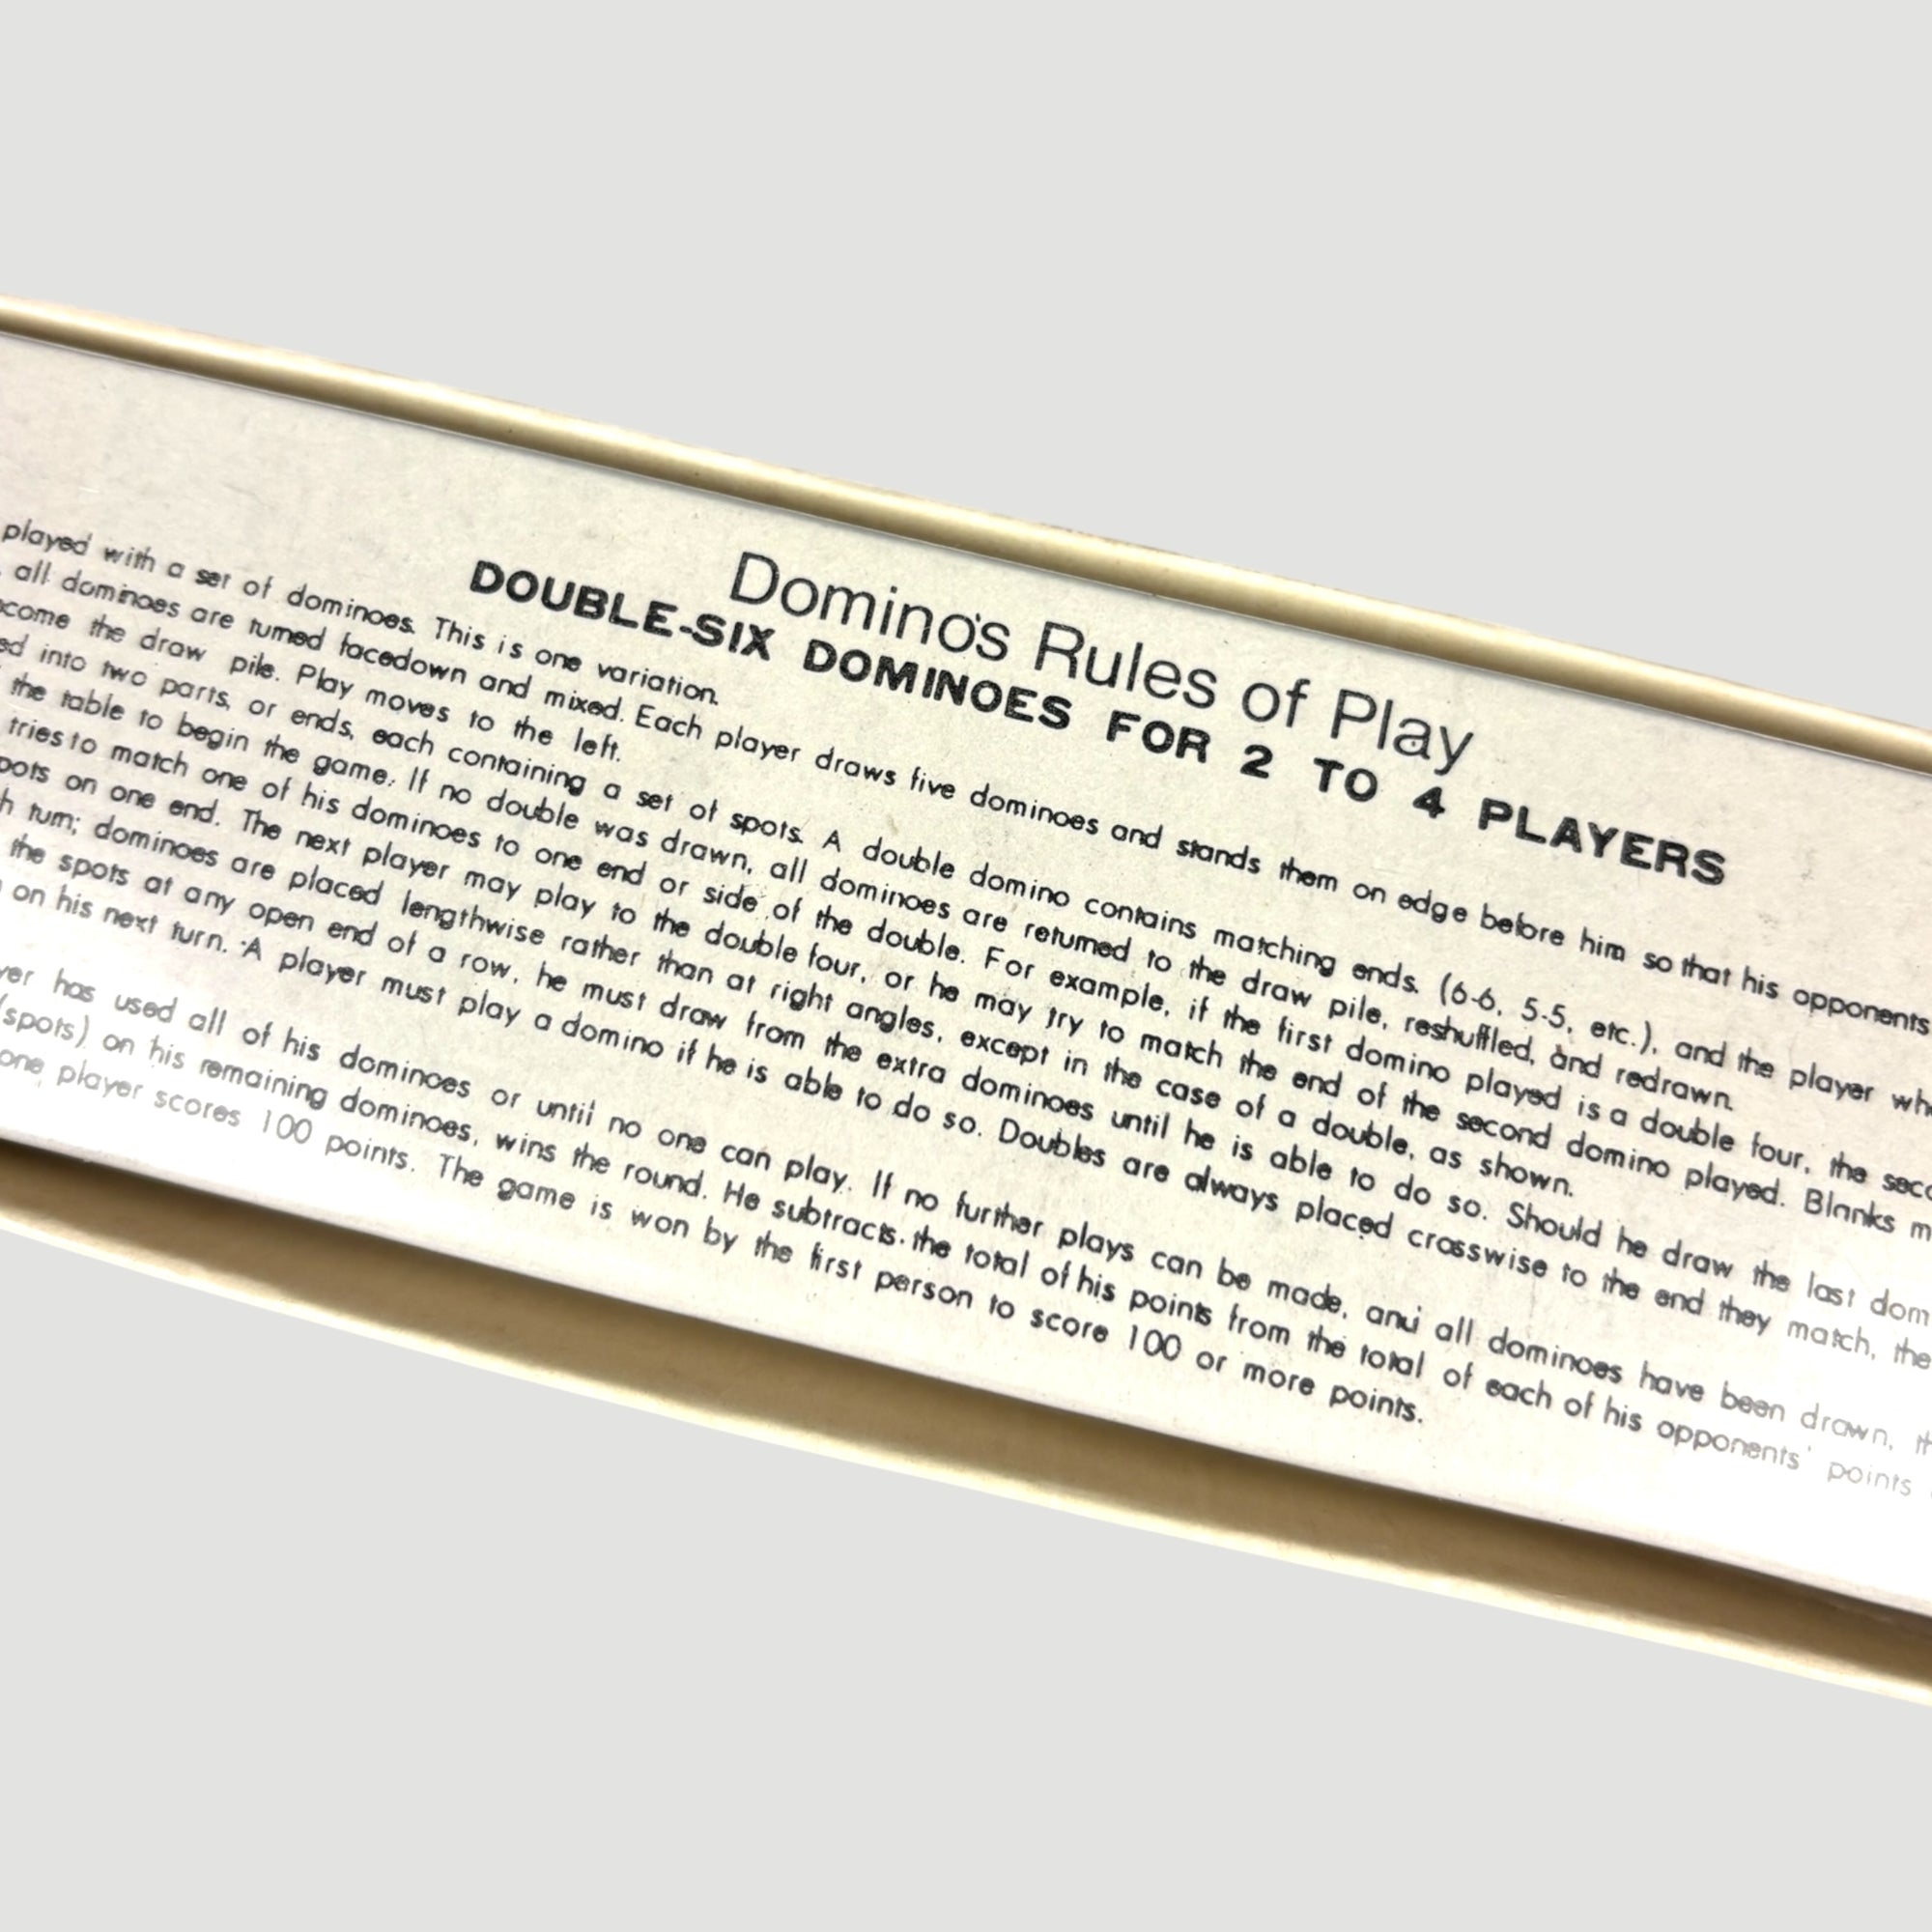 Domino's Rules of Play
DOUBLE-SIX DOMINOES FOR 2 TO 4 PLAYERS
played with a set of dominoes. This is one variation.
all dominoes are turned facedown and mixed. Each player draws five dominoes and stands them on edge before him so that his opponents
come the draw pile. Play moves to the left.
ed into two parts, or ends, each containing a set of spots. A double domino contains matching ends. (6-6, 5-5, etc.), and the player
the table to begin the game. If no double was drawn, all dominoes are returned to the draw pile, reshuffled, and redrawn.
tries to match one of his dominoes to one end or side of the double. For example, if the first domino played is a double four, the seco
pots on one end. The next player may play to the double four, or he may try to match the end of the second domino played. Blanks m
h turn; dominoes are placed lengthwise rather than at right angles, except in the case of a double, as shown.
the spots at any open end of a row, he must draw from the extra dominoes until he is able to do so. Should he draw the last dom
on his next turn. A player must play a domino if he is able to do so. Doubles are always placed crosswise to the end they match, the
yer has used all of his dominoes or until no one can play. If no further plays can be made, and all dominoes have been drawn, th
(spots) on his remaining dominoes, wins the round. He subtracts the total of his points from the total of each of his opponents' points
one player scores 100 points. The game is won by the first person to score 100 or more points.